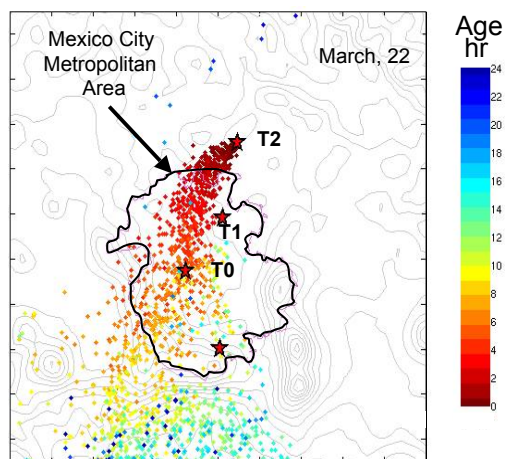 Mexico City
Metropolitan
Area
March, 22
T2
T1
T0
Age
hr
24
22
20
18
16
14
12
10
8
6
4
2
0